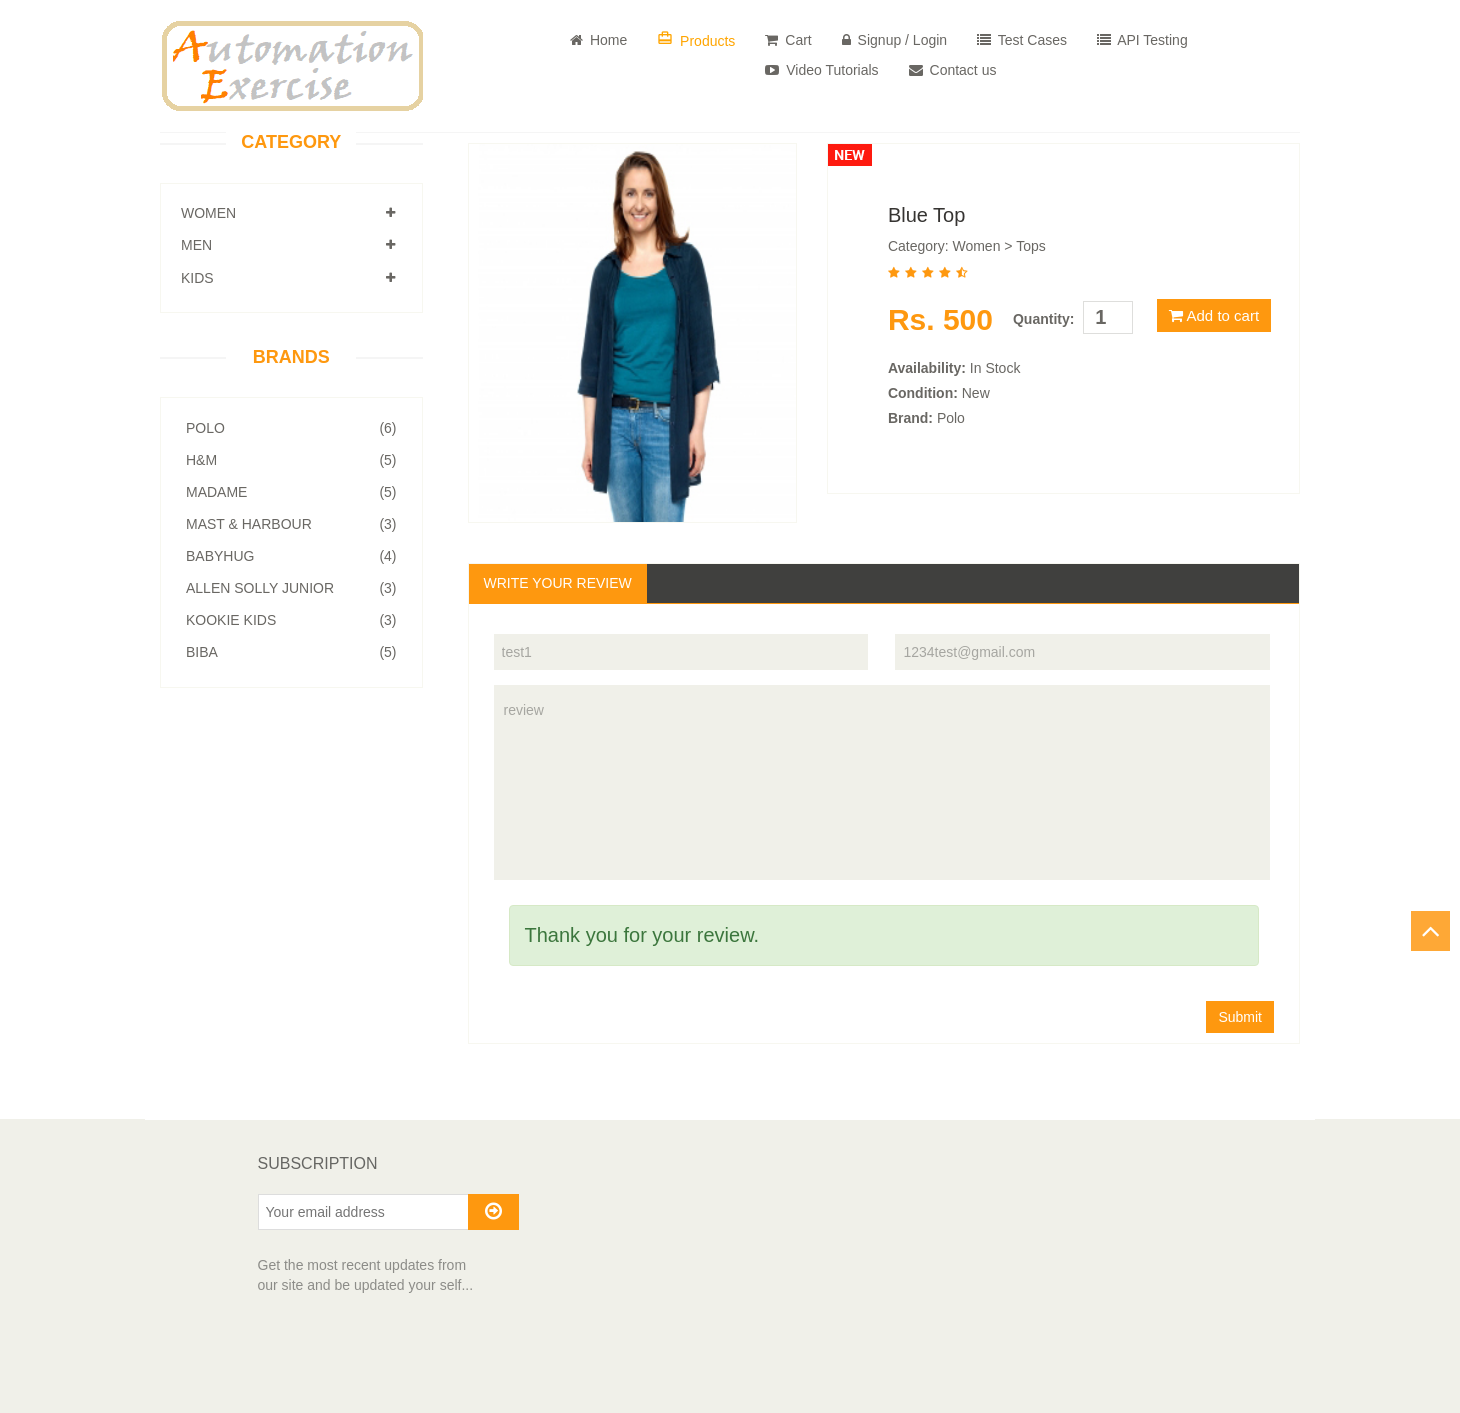 Automation
Exercise
Home
Products
Cart
Signup / Login
Test Cases
API Testing
Video Tutorials
Contact us
CATEGORY
WOMEN
MEN
KIDS
BRANDS
POLO (6)
H&M (5)
MADAME (5)
MAST & HARBOUR (3)
BABYHUG (4)
ALLEN SOLLY JUNIOR (3)
KOOKIE KIDS (3)
BIBA (5)
NEW
Blue Top
Category: Women > Tops
Rs. 500 Quantity: 1 Add to cart
Availability: In Stock
Condition: New
Brand: Polo
WRITE YOUR REVIEW
test1
1234test@gmail.com
review
Thank you for your review.
Submit
SUBSCRIPTION
Your email address
Get the most recent updates from
our site and be updated your self...